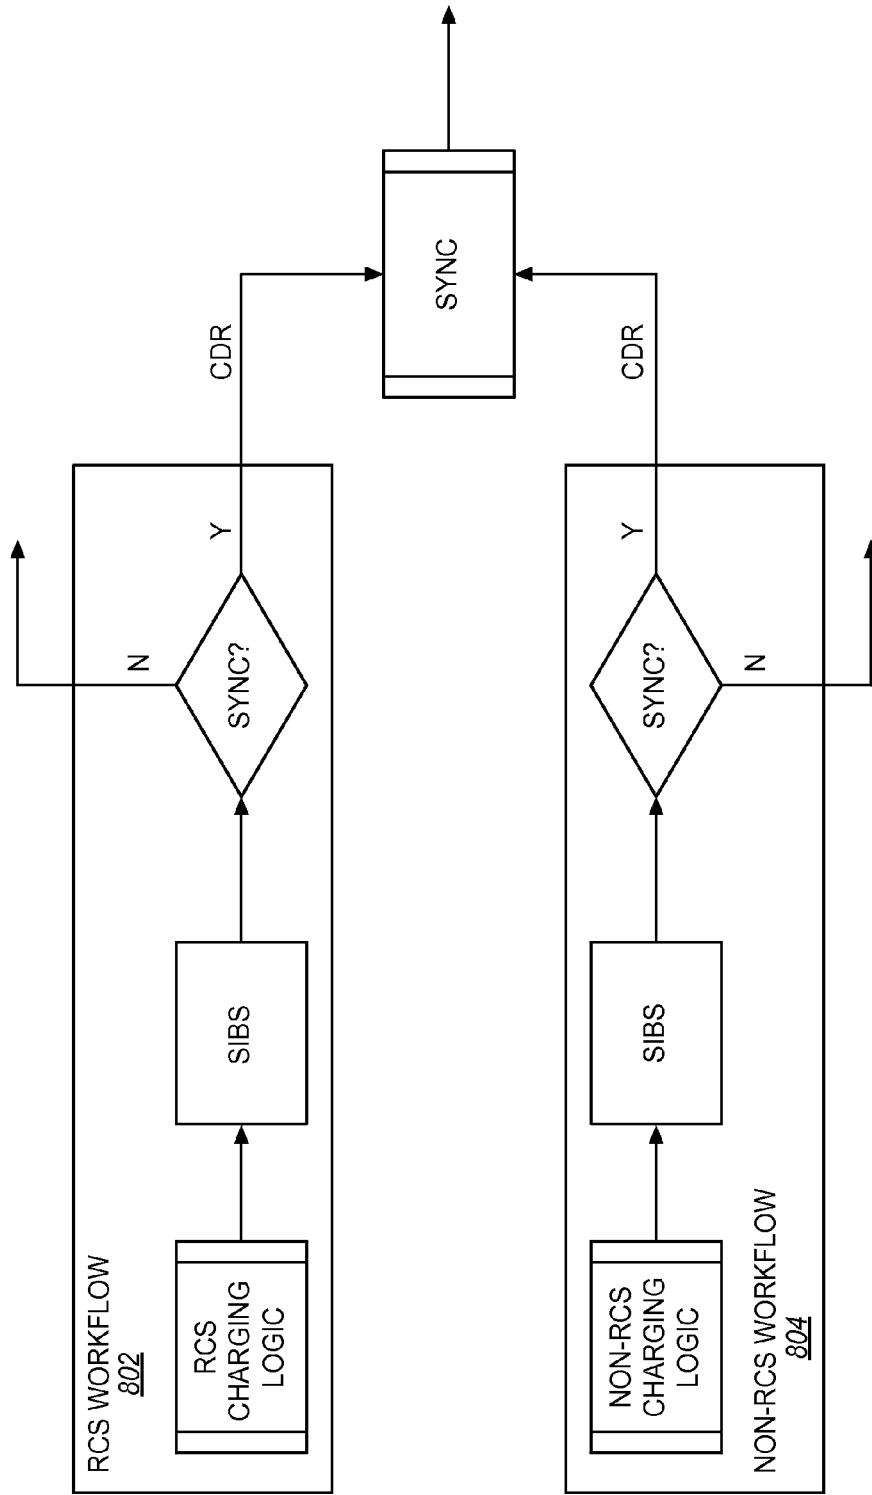 RCS WORKFLOW
802
RCS
CHARGING
LOGIC
SIBS
SYNC?
N
Y
CDR
SYNC
NON-RCS
CHARGING
LOGIC
SIBS
SYNC?
Y
N
CDR
NON-RCS WORKFLOW
804